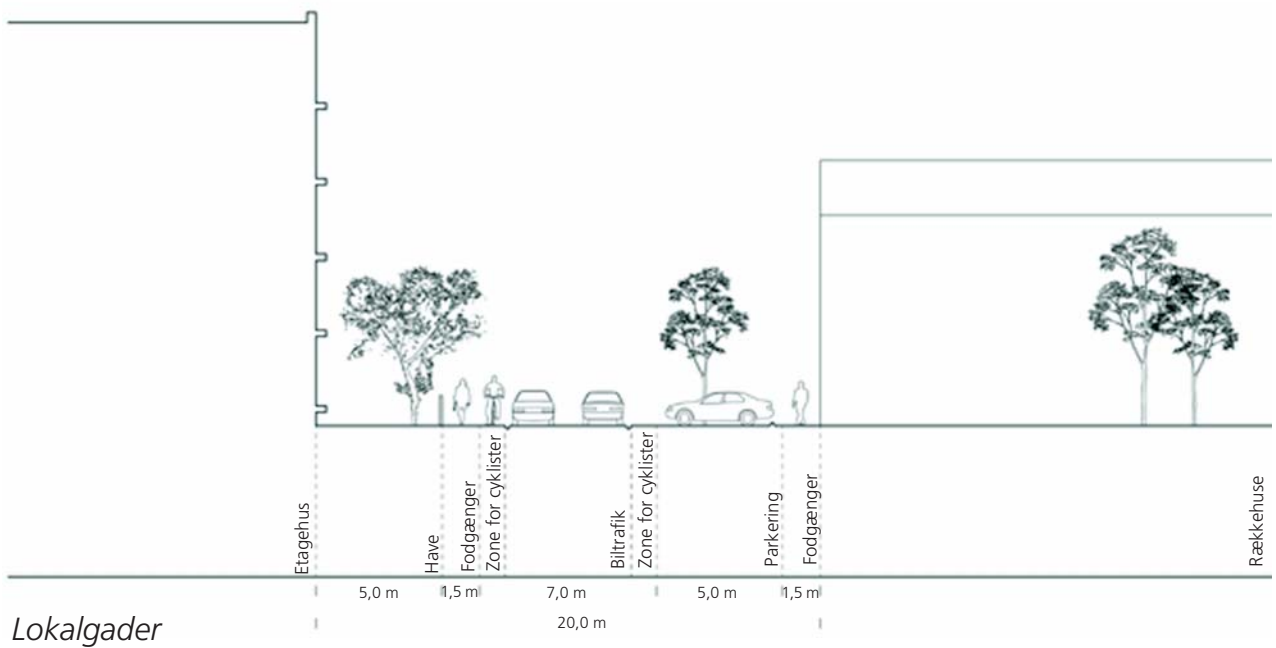 Etagehus
Have
Fodgænger
Zone for cyklister
Biltrafik
Zone for cyklister
Parkering
Fodgænger
Rækkehuse
5,0 m
1,5 m
7,0 m
5,0 m
1,5 m
20,0 m
Lokalgader